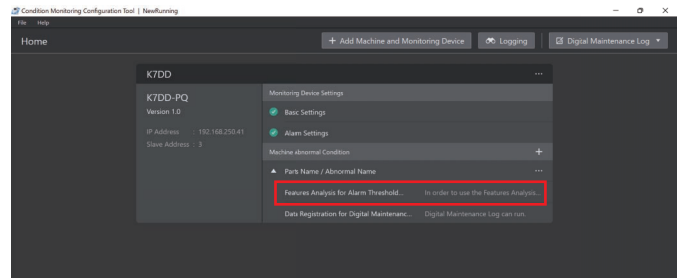 Condition Monitoring Configuration Tool | NewRunning
File Help
Home
+ Add Machine and Monitoring Device
Logging
Digital Maintenance Log ▼
K7DD ...
K7DD-PQ
Version 1.0
IP Address : 192.168.250.41
Slave Address : 3
Monitoring Device Settings
Basc Settings
Alarm Settings
Machine abnormal Condition +
▲ Parts Name / Abnormal Name ...
Features Analysis for Alarm Threshold... In order to use the Features Analysis...
Data Registration for Digital Maintenanc... Digital Maintenance Log can run.